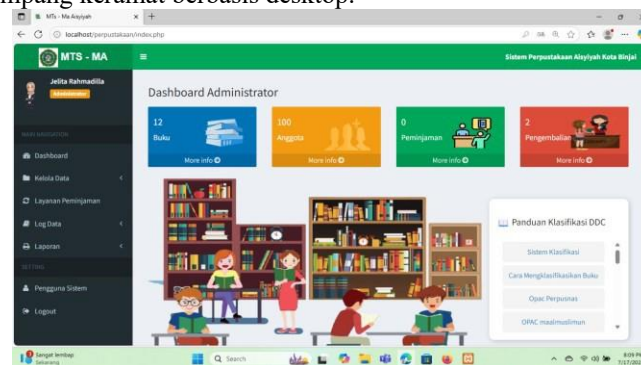 mpang keramat berbasis desktop.
MTs - Ma Aisyiyah
localhost/perpustakaan/index.php
MTS - MA
Sistem Perpustakaan Aisyiyah Kota Binjai
Jelita Rahmadilla
Administrator
Dashboard Administrator
12
Buku
More info
100
Anggota
More info
0
Peminjaman
More info
2
Pengembalian
More info
MAIN NAVIGATION
Dashboard
Kelola Data
Layanan Peminjaman
Log Data
Laporan
SETTING
Pengguna Sistem
Logout
Panduan Klasifikasi DDC
Sistem Klasifikasi
Cara Mengklasifikasikan Buku
Opac Perpusnas
OPAC maalmuslimun
Sangat lembap
Sekarang
Search